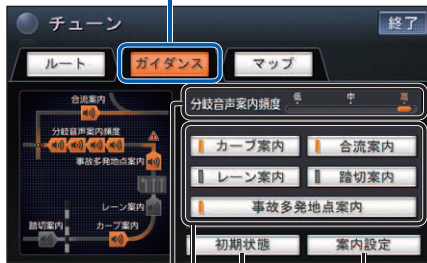 チューン
終了
ルート
ガイダンス
マップ
合流案内
分岐音声案内頻度
事故多発地点案内
レーン案内
踏切案内
カーブ案内
分岐音声案内頻度
低
中
高
カーブ案内
合流案内
レーン案内
踏切案内
事故多発地点案内
初期状態
案内設定